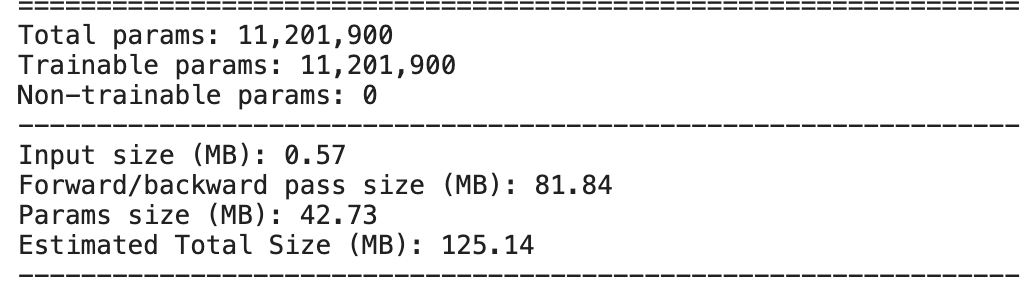 ================================================================
Total params: 11,201,900
Trainable params: 11,201,900
Non-trainable params: 0
----------------------------------------------------------------
Input size (MB): 0.57
Forward/backward pass size (MB): 81.84
Params size (MB): 42.73
Estimated Total Size (MB): 125.14
----------------------------------------------------------------